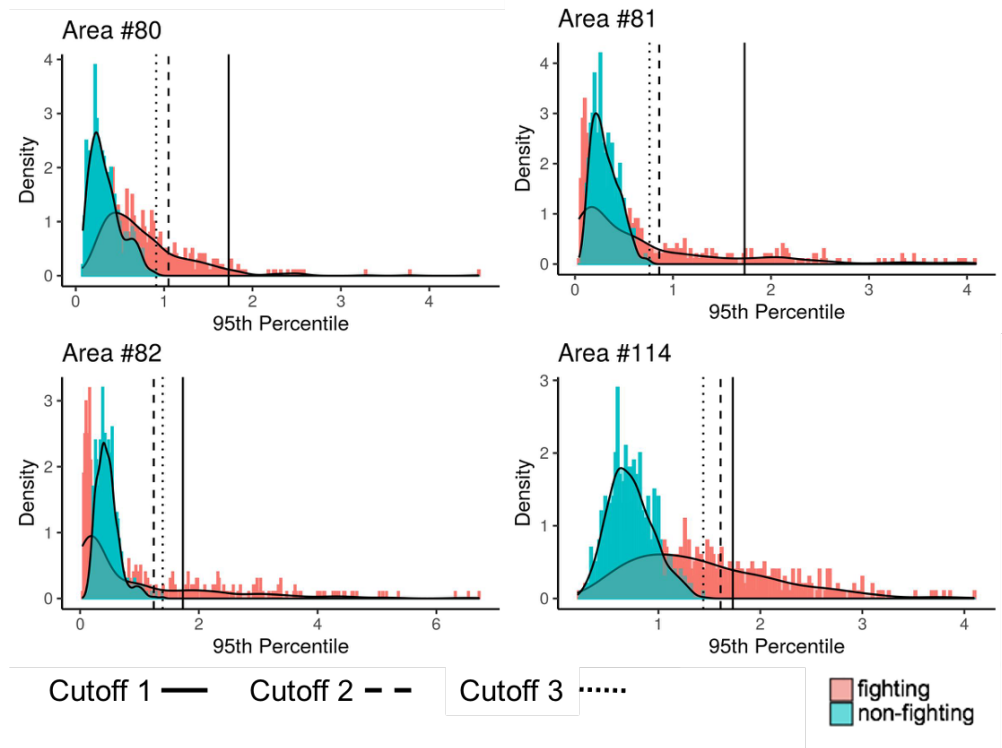 Area #80
Density
4
3
2
1
0
0 1 2 3 4
95th Percentile
Area #81
Density
4
3
2
1
0
0 1 2 3 4
95th Percentile
Area #82
Density
3
2
1
0
0 2 4 6
95th Percentile
Area #114
Density
3
2
1
0
1 2 3 4
95th Percentile
Cutoff 1 Cutoff 2 Cutoff 3
fighting
non-fighting